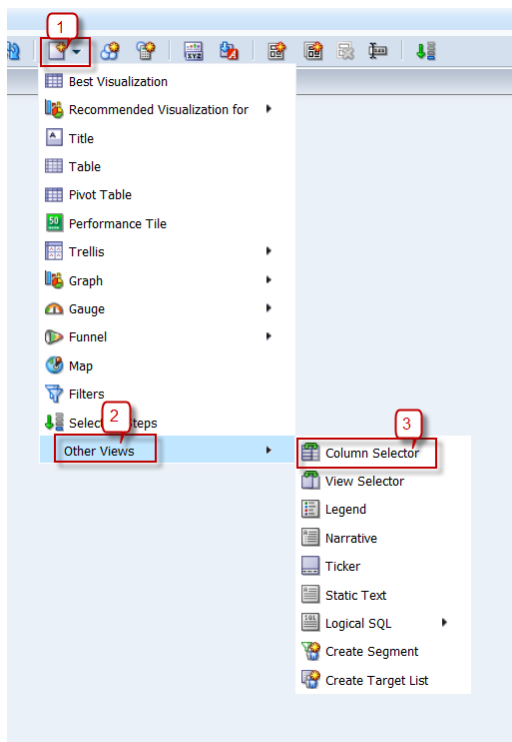 1
Best Visualization
Recommended Visualization for
Title
Table
Pivot Table
50
Performance Tile
Trellis
Graph
Gauge
Funnel
Map
Filters
2
Other Views
3
Column Selector
View Selector
Legend
Narrative
Ticker
Static Text
SQL
Logical SQL
Create Segment
Create Target List